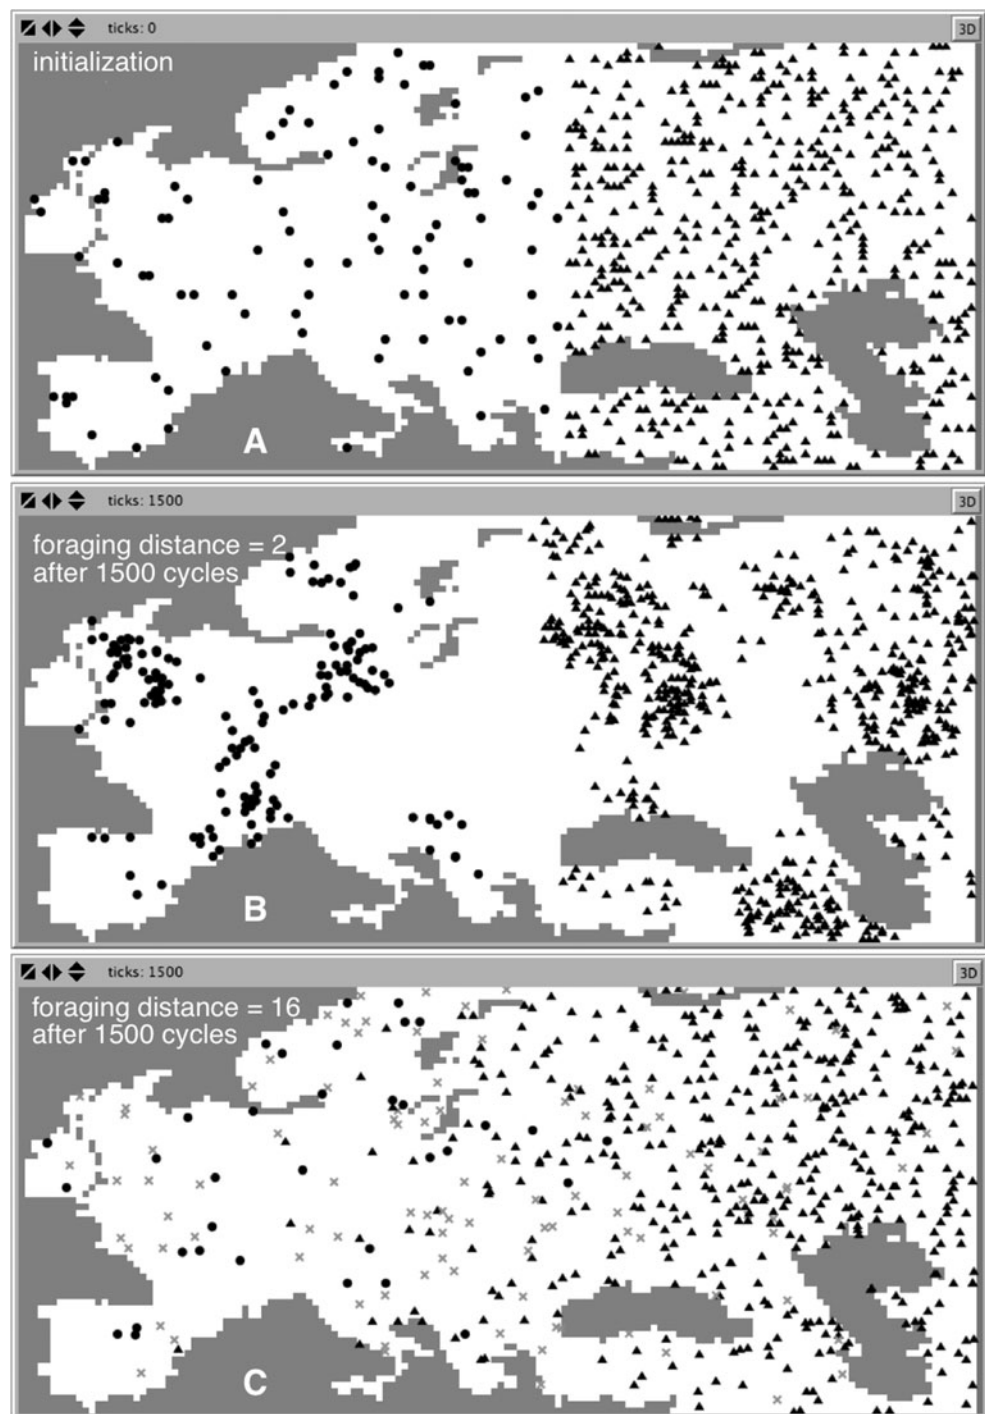 ticks: 0
3D
initialization
A
ticks: 1500
3D
foraging distance = 2
after 1500 cycles
B
ticks: 1500
3D
foraging distance = 16
after 1500 cycles
C